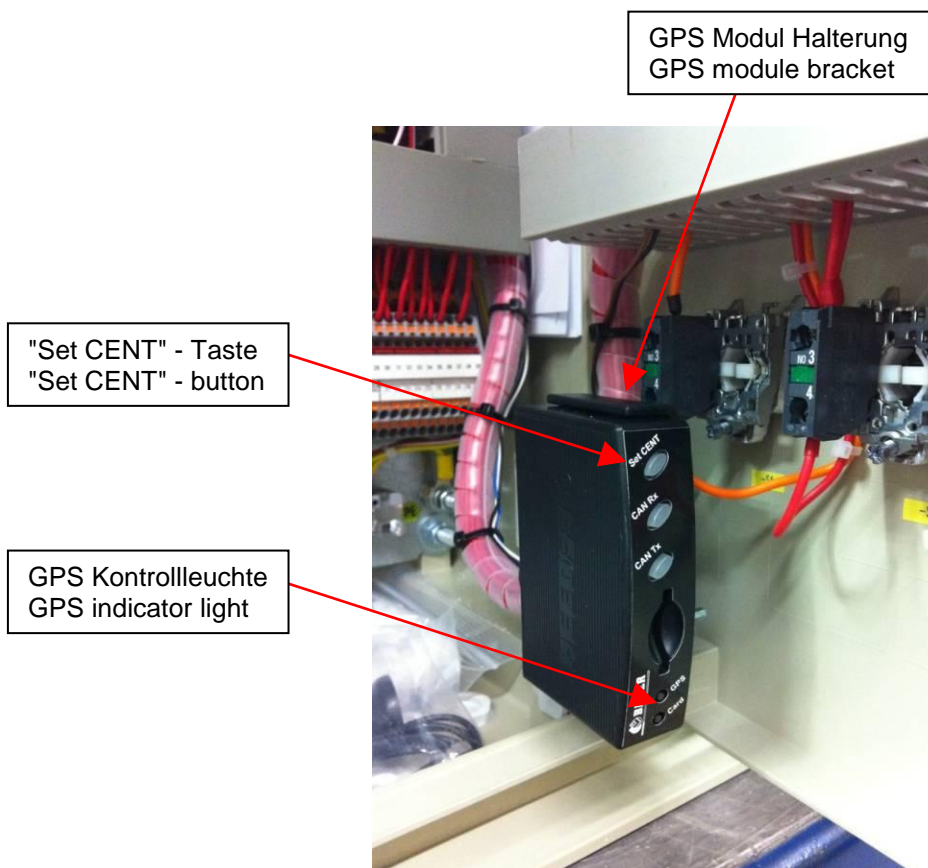 GPS Modul Halterung
GPS module bracket
"Set CENT" - Taste
"Set CENT" - button
GPS Kontrollleuchte
GPS indicator light
NO 3
4
NO 3
4
Set CENT
CAN Rx
CAN Tx
GPS
Card